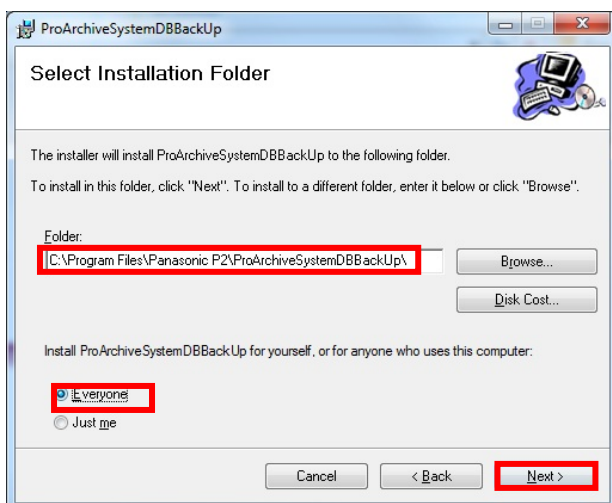 ProArchiveSystemDBBackUp
Select Installation Folder
The installer will install ProArchiveSystemDBBackUp to the following folder.
To install in this folder, click "Next". To install to a different folder, enter it below or click "Browse".
Folder:
C:\Program Files\Panasonic P2\ProArchiveSystemDBBackUp\
Browse...
Disk Cost...
Install ProArchiveSystemDBBackUp for yourself, or for anyone who uses this computer:
Everyone
Just me
Cancel
< Back
Next >